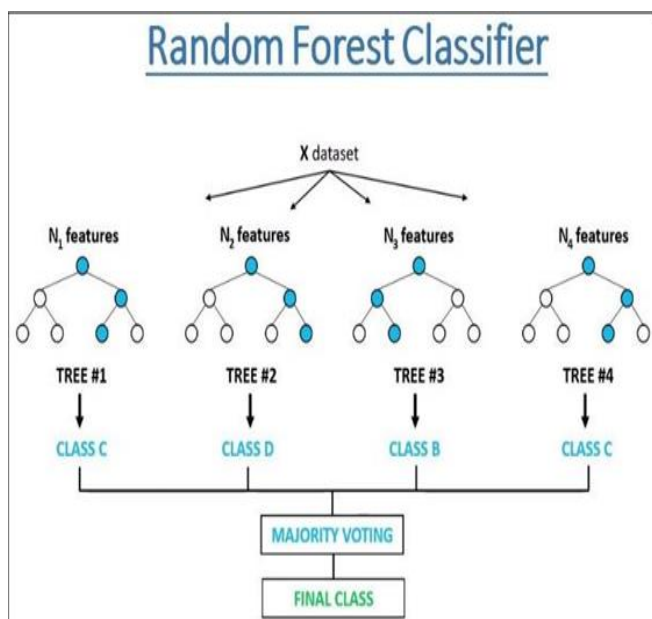 Random Forest Classifier
X dataset
N₁ features N₂ features N₃ features N₄ features
TREE #1 TREE #2 TREE #3 TREE #4
CLASS C CLASS D CLASS B CLASS C
MAJORITY VOTING
FINAL CLASS